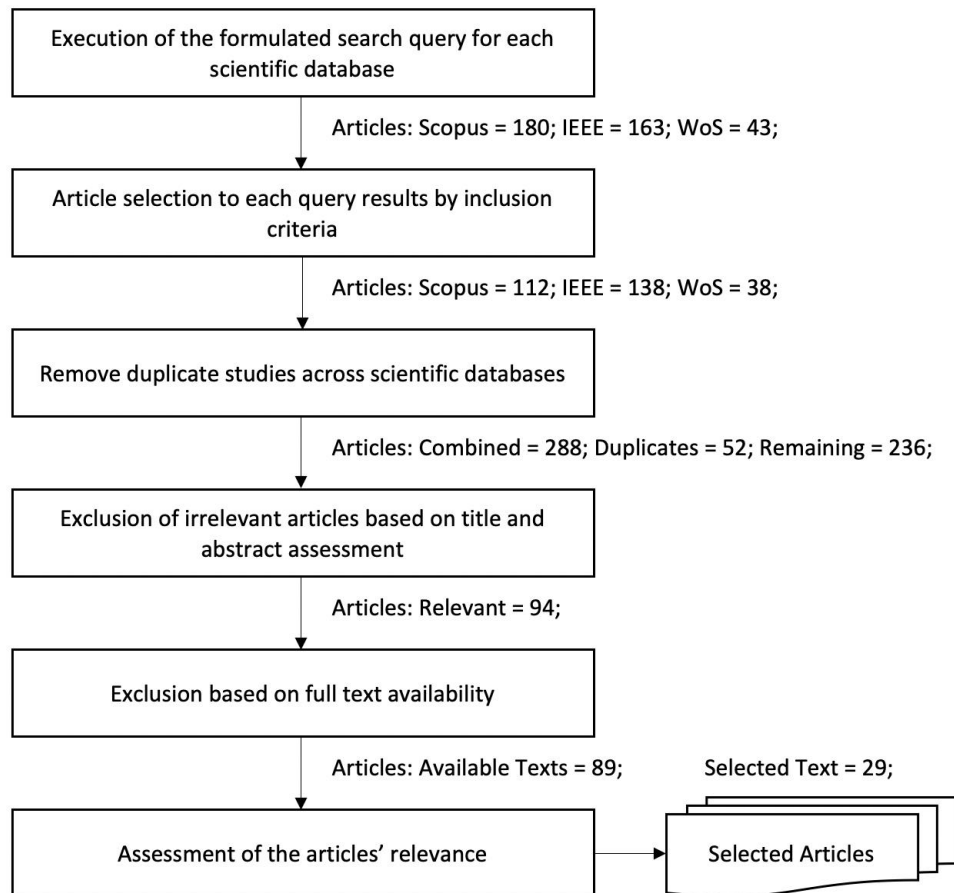 Execution of the formulated search query for each
scientific database
Articles: Scopus = 180; IEEE = 163; WoS = 43;
Article selection to each query results by inclusion
criteria
Articles: Scopus = 112; IEEE = 138; WoS = 38;
Remove duplicate studies across scientific databases
Articles: Combined = 288; Duplicates = 52; Remaining = 236;
Exclusion of irrelevant articles based on title and
abstract assessment
Articles: Relevant = 94;
Exclusion based on full text availability
Articles: Available Texts = 89;
Selected Text = 29;
Assessment of the articles’ relevance
Selected Articles